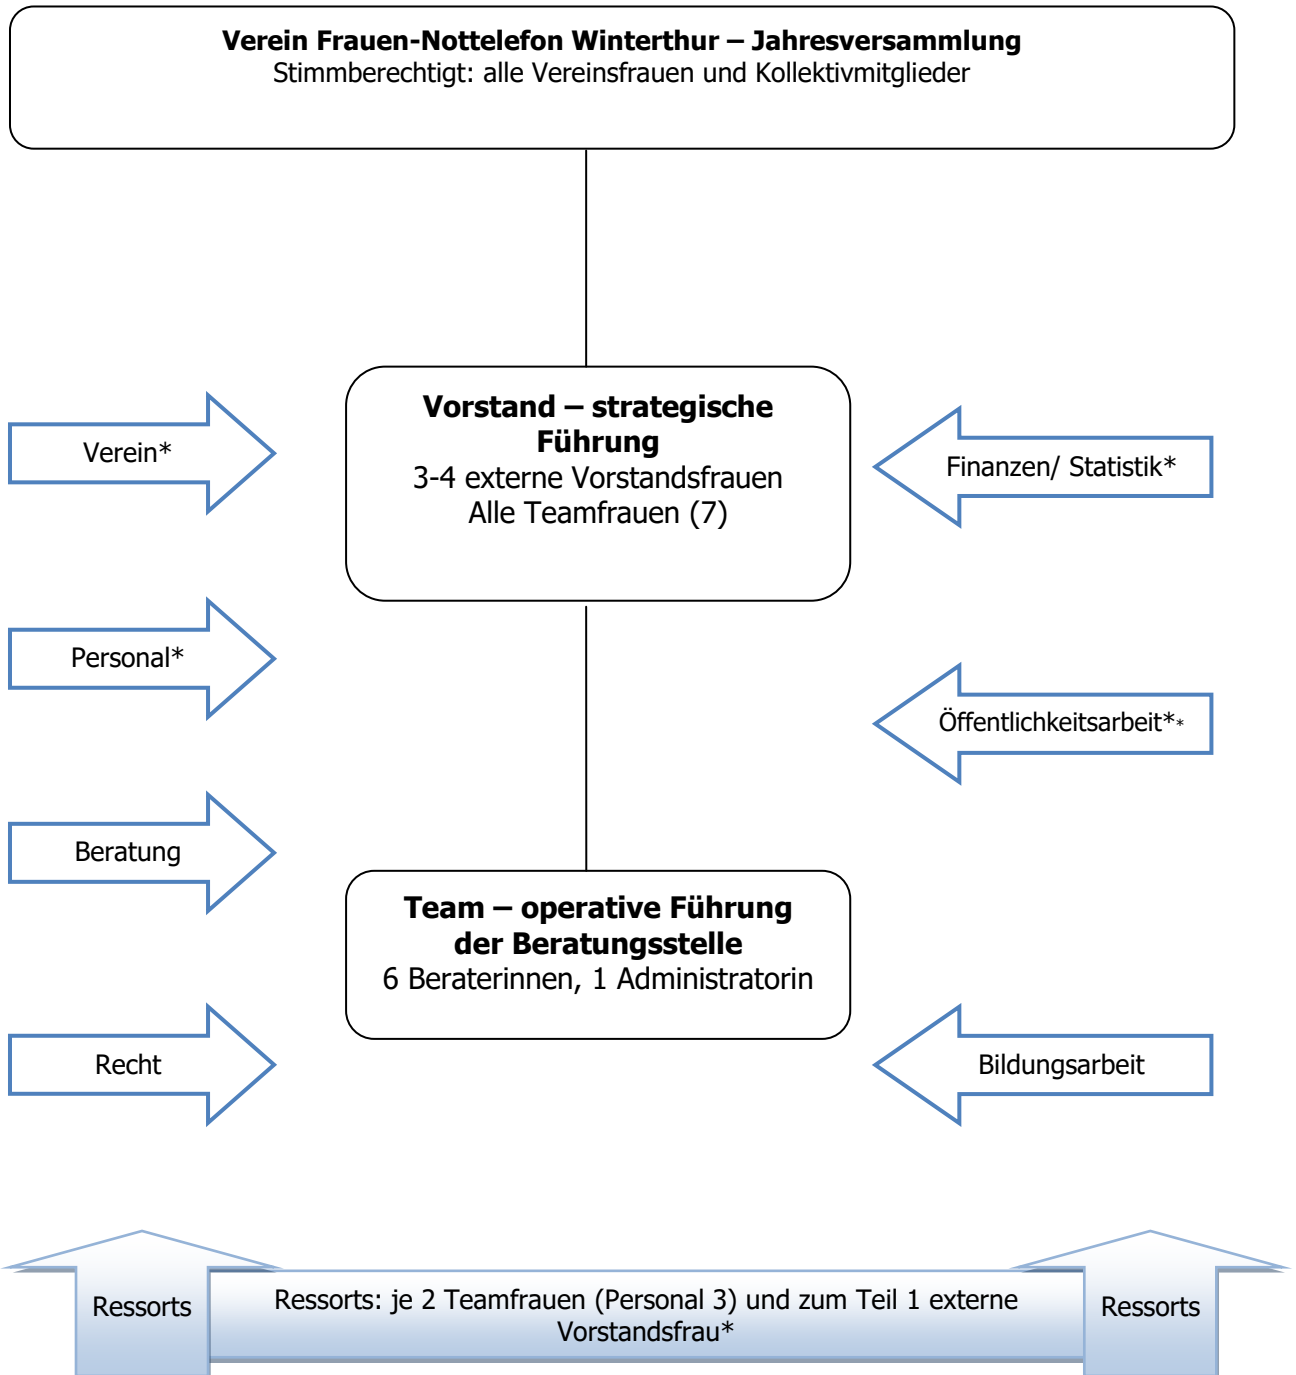 Verein Frauen-Nottelefon Winterthur – Jahresversammlung
Stimmberechtigt: alle Vereinsfrauen und Kollektivmitglieder
Vorstand – strategische
Führung
3-4 externe Vorstandsfrauen
Alle Teamfrauen (7)
Verein*
Finanzen/ Statistik*
Personal*
Öffentlichkeitsarbeit**
Beratung
Team – operative Führung
der Beratungsstelle
6 Beraterinnen, 1 Administratorin
Recht
Bildungsarbeit
Ressorts
Ressorts: je 2 Teamfrauen (Personal 3) und zum Teil 1 externe
Vorstandsfrau*
Ressorts